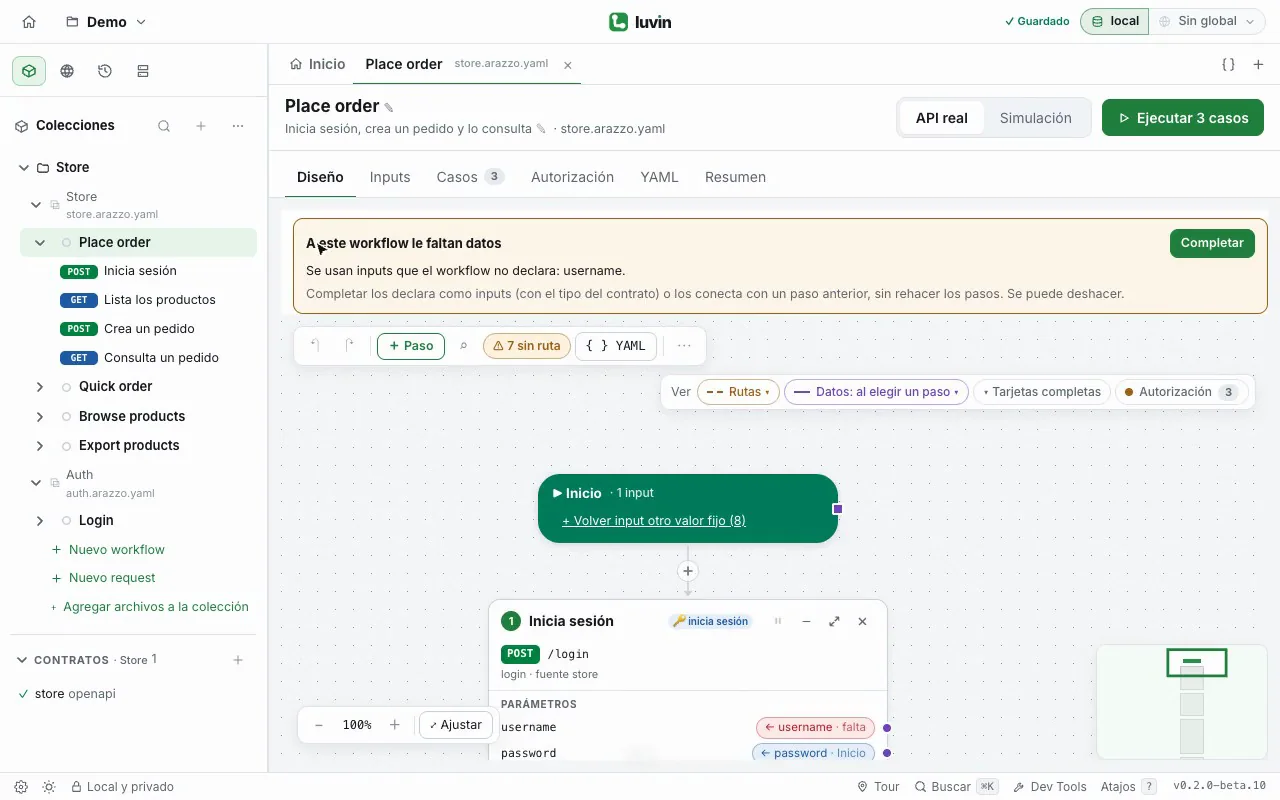 Demo
luvin
Guardado
local
Sin global
Inicio
Place order store.arazzo.yaml
Colecciones
Place order
Inicia sesión, crea un pedido y lo consulta · store.arazzo.yaml
API real
Simulación
Ejecutar 3 casos
Store
Store
store.arazzo.yaml
Place order
POST Inicia sesión
GET Lista los productos
POST Crea un pedido
GET Consulta un pedido
Quick order
Browse products
Export products
Auth
auth.arazzo.yaml
Login
+ Nuevo workflow
+ Nuevo request
+ Agregar archivos a la colección
CONTRATOS · Store 1
store openapi
Diseño
Inputs
Casos 3
Autorización
YAML
Resumen
A este workflow le faltan datos
Completar
Se usan inputs que el workflow no declara: username.
Completar los declara como inputs (con el tipo del contrato) o los conecta con un paso anterior, sin rehacer los pasos. Se puede deshacer.
+ Paso
7 sin ruta
{ } YAML
Ver
Rutas
Datos: al elegir un paso
Tarjetas completas
Autorización 3
Inicio · 1 input
+ Volver input otro valor fijo (8)
1 Inicia sesión
inicia sesión
POST /login
login · fuente store
PARÁMETROS
username
← username · falta
password
← password · Inicio
100%
Ajustar
Local y privado
Tour
Buscar ⌘K
Dev Tools
Atajos ?
v0.2.0-beta.10